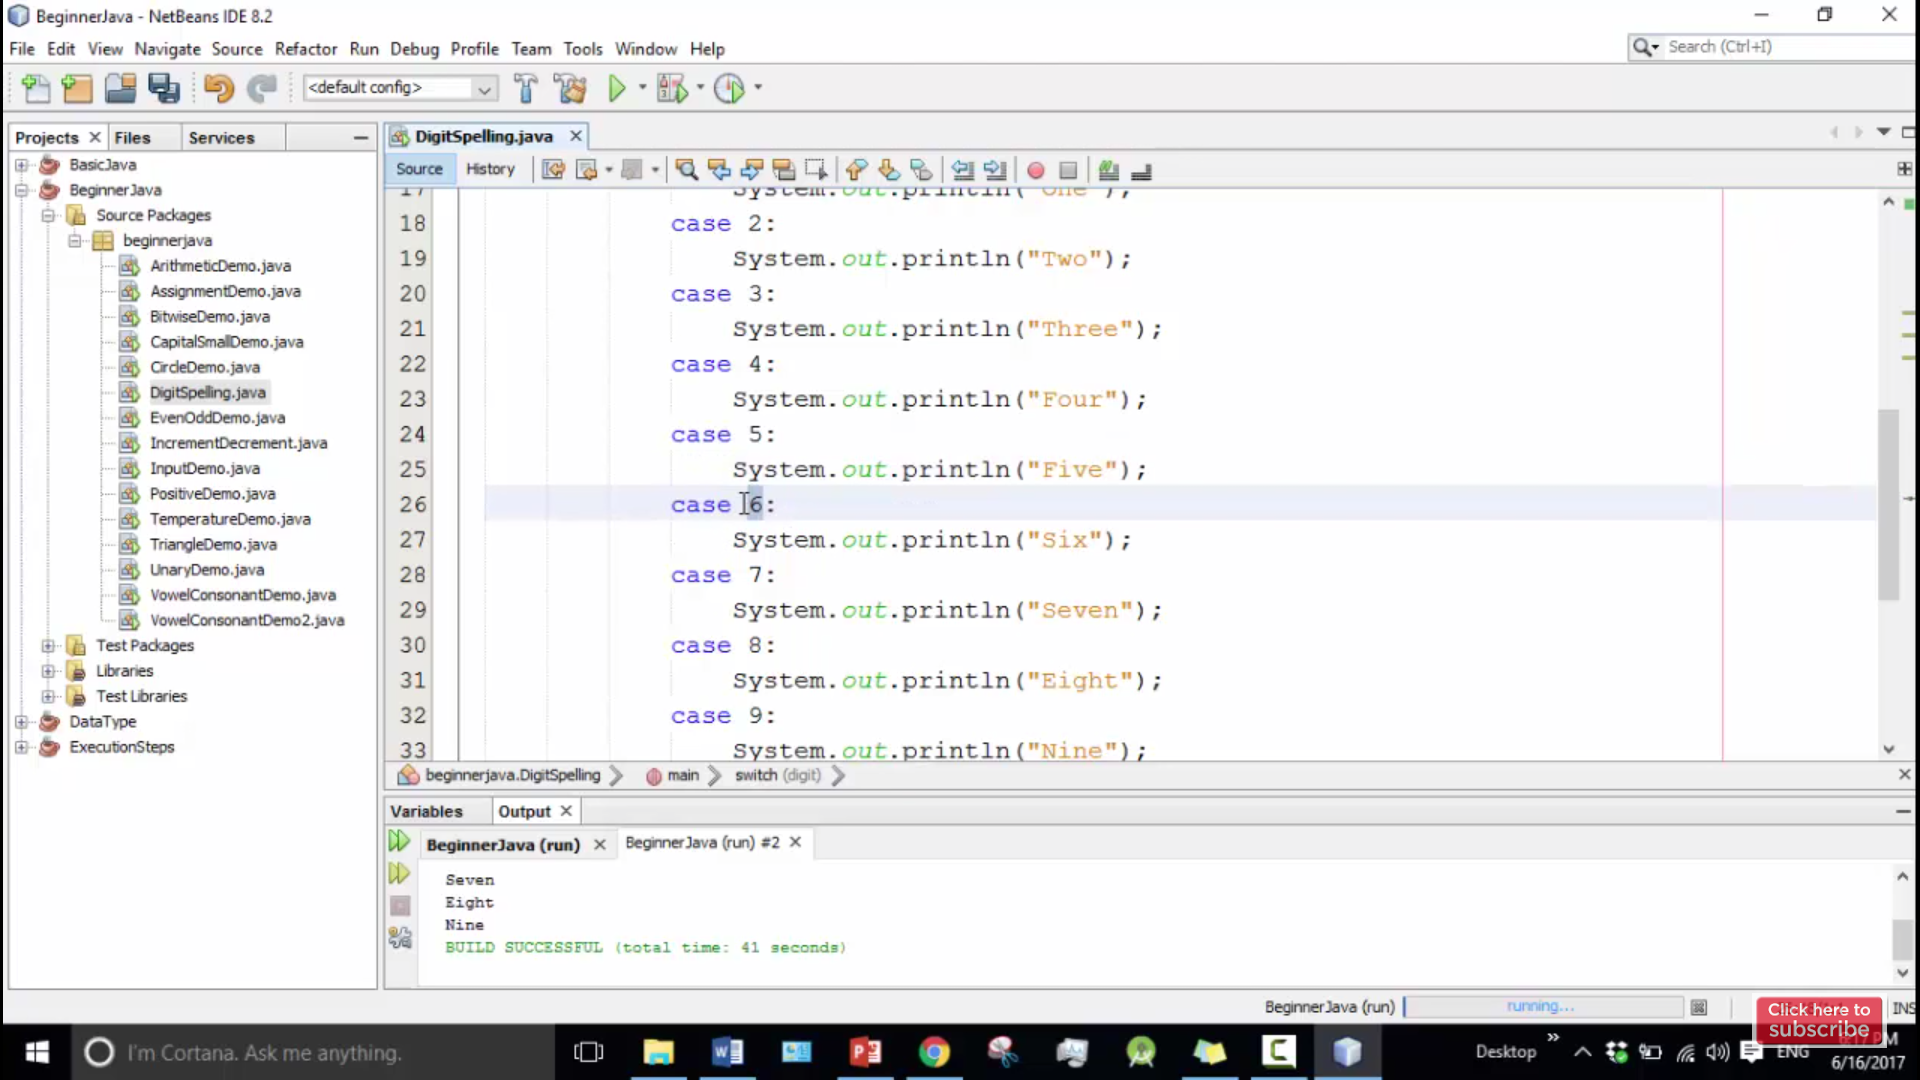 BeginnerJava - NetBeans IDE 8.2
File Edit View Navigate Source Refactor Run Debug Profile Team Tools Window Help
Search (Ctrl+I)
<default config>
Projects Files Services
BasicJava
BeginnerJava
Source Packages
beginnerjava
ArithmeticDemo.java
AssignmentDemo.java
BitwiseDemo.java
CapitalSmallDemo.java
CircleDemo.java
DigitSpelling.java
EvenOddDemo.java
IncrementDecrement.java
InputDemo.java
PositiveDemo.java
TemperatureDemo.java
TriangleDemo.java
UnaryDemo.java
VowelConsonantDemo.java
VowelConsonantDemo2.java
Test Packages
Libraries
Test Libraries
DataType
ExecutionSteps
DigitSpelling.java
Source History
17 System.out.println("One");
18 case 2:
19 System.out.println("Two");
20 case 3:
21 System.out.println("Three");
22 case 4:
23 System.out.println("Four");
24 case 5:
25 System.out.println("Five");
26 case 6:
27 System.out.println("Six");
28 case 7:
29 System.out.println("Seven");
30 case 8:
31 System.out.println("Eight");
32 case 9:
33 System.out.println("Nine");
beginnerjava.DigitSpelling main switch (digit)
Variables Output
BeginnerJava (run) BeginnerJava (run) #2
Seven
Eight
Nine
BUILD SUCCESSFUL (total time: 41 seconds)
BeginnerJava (run) running... INS
Click here to
subscribe
I'm Cortana. Ask me anything.
Desktop ENG
6/16/2017